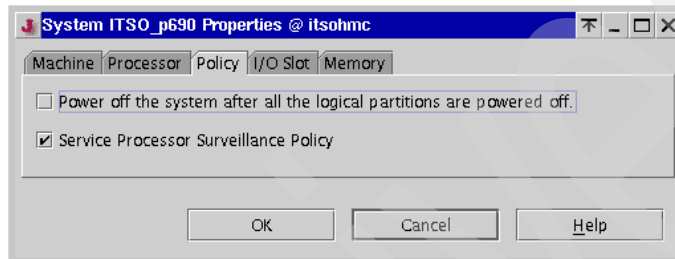 System ITSO_p690 Properties @ itsohmc
Machine Processor Policy I/O Slot Memory
Power off the system after all the logical partitions are powered off.
Service Processor Surveillance Policy
OK Cancel Help